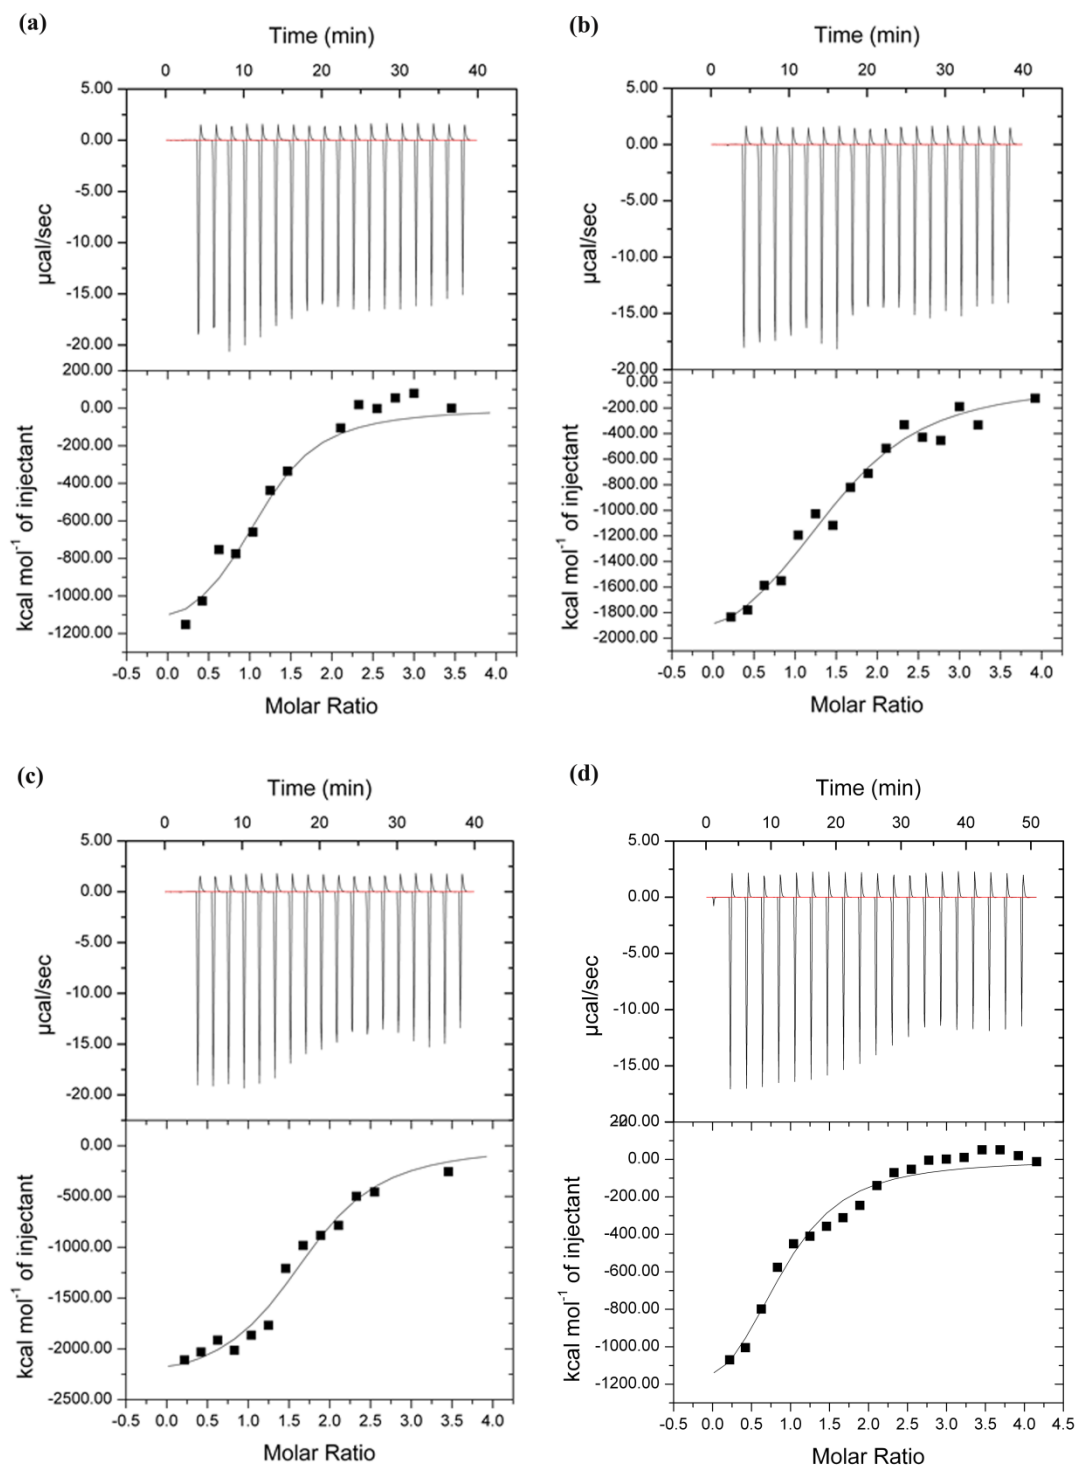 (a)
Time (min)
0 10 20 30 40
5.00
0.00
-5.00
-10.00
-15.00
-20.00
µcal/sec
200.00
0.00
-200.00
-400.00
-600.00
-800.00
-1000.00
-1200.00
kcal mol⁻¹ of injectant
-0.5 0.0 0.5 1.0 1.5 2.0 2.5 3.0 3.5 4.0
Molar Ratio
(b)
Time (min)
0 10 20 30 40
5.00
0.00
-5.00
-10.00
-15.00
-20.00
µcal/sec
0.00
-200.00
-400.00
-600.00
-800.00
-1000.00
-1200.00
-1400.00
-1600.00
-1800.00
-2000.00
kcal mol⁻¹ of injectant
-0.5 0.0 0.5 1.0 1.5 2.0 2.5 3.0 3.5 4.0
Molar Ratio
(c)
Time (min)
0 10 20 30 40
5.00
0.00
-5.00
-10.00
-15.00
-20.00
µcal/sec
0.00
-500.00
-1000.00
-1500.00
-2000.00
-2500.00
kcal mol⁻¹ of injectant
-0.5 0.0 0.5 1.0 1.5 2.0 2.5 3.0 3.5 4.0
Molar Ratio
(d)
Time (min)
0 10 20 30 40 50
5.00
0.00
-5.00
-10.00
-15.00
µcal/sec
0.00
-200.00
-400.00
-600.00
-800.00
-1000.00
-1200.00
kcal mol⁻¹ of injectant
-0.5 0.0 0.5 1.0 1.5 2.0 2.5 3.0 3.5 4.0 4.5
Molar Ratio